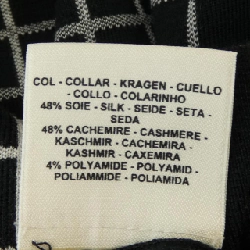 COL - COLLAR - KRAGEN - CUELLO
- COLLO - COLARINHO
48% SOIE - SILK - SEIDE - SETA -
SEDA
48% CACHEMIRE - CASHMERE -
KASCHMIR - CACHEMIRA -
KASHMIR - CAXEMIRA
4% POLYAMIDE - POLYAMID -
POLIAMMIDE - POLIAMIDA